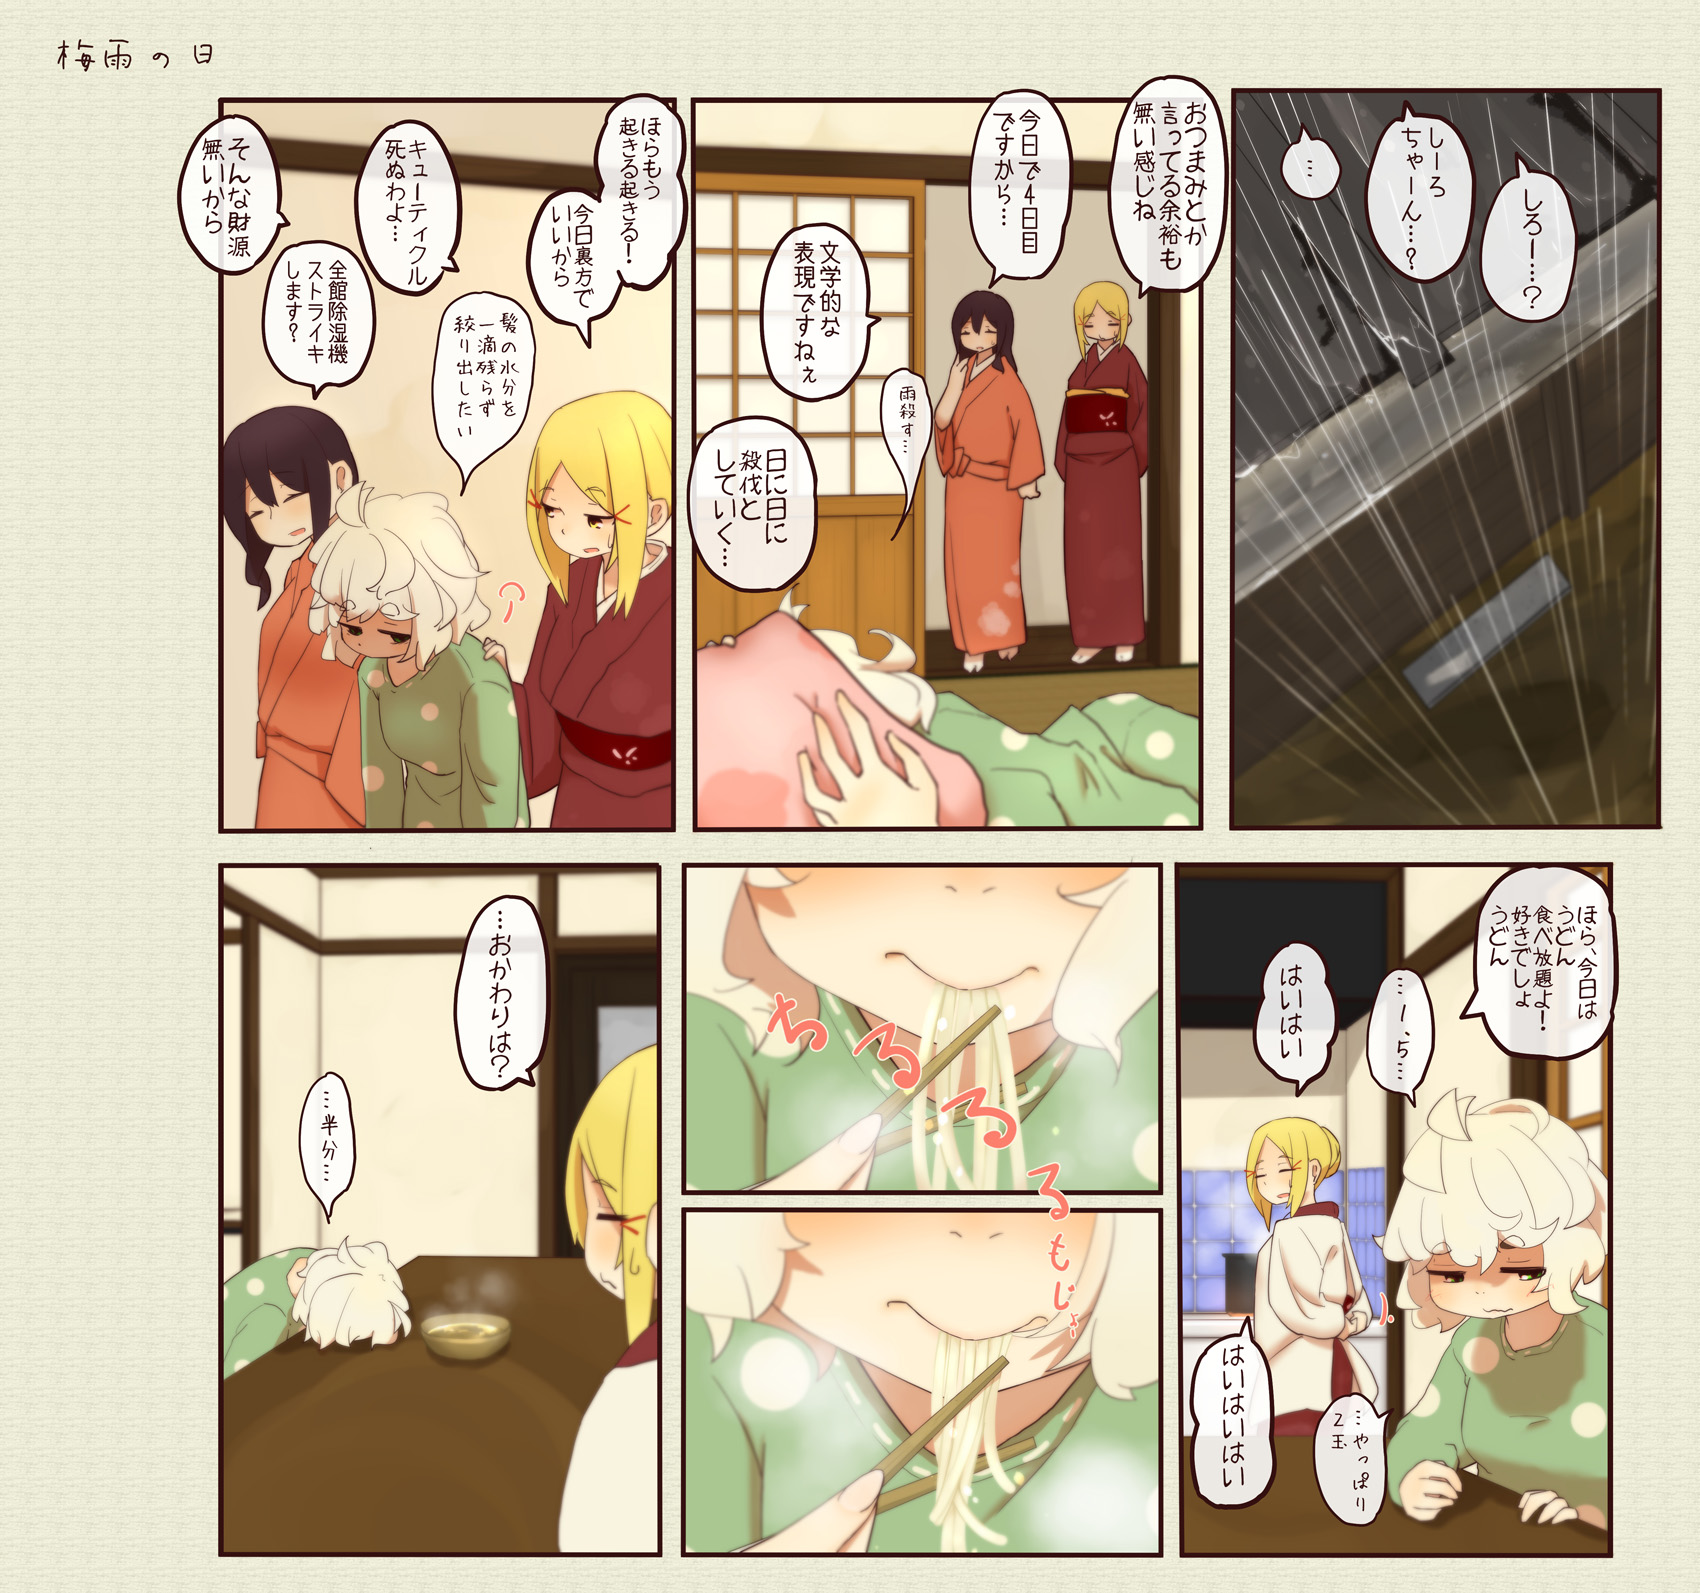 梅雨の日
しろー…?
しーろ
ちゃーん…?
…
おつまみとか
言ってる余裕も
無い感じね
今日で4日目
ですから…
文学的な
表現ですねぇ
雨殺す…
日に日に
殺伐と
していく…
ほらもう
起きる起きる!
今日裏方で
いいから
髪の水分を
一滴残らず
絞り出したい
キューティクル
死ぬわよ…
全館除湿機
ストライキ
します?
そんな財源
無いから
ほら、今日は
うどん
食べ放題よ!
好きでしょ
うどん
…1、5…
はいはい
…やっぱり
2玉
はいはいはい
ちるるる
もじょ
…おかわりは?
…半分…